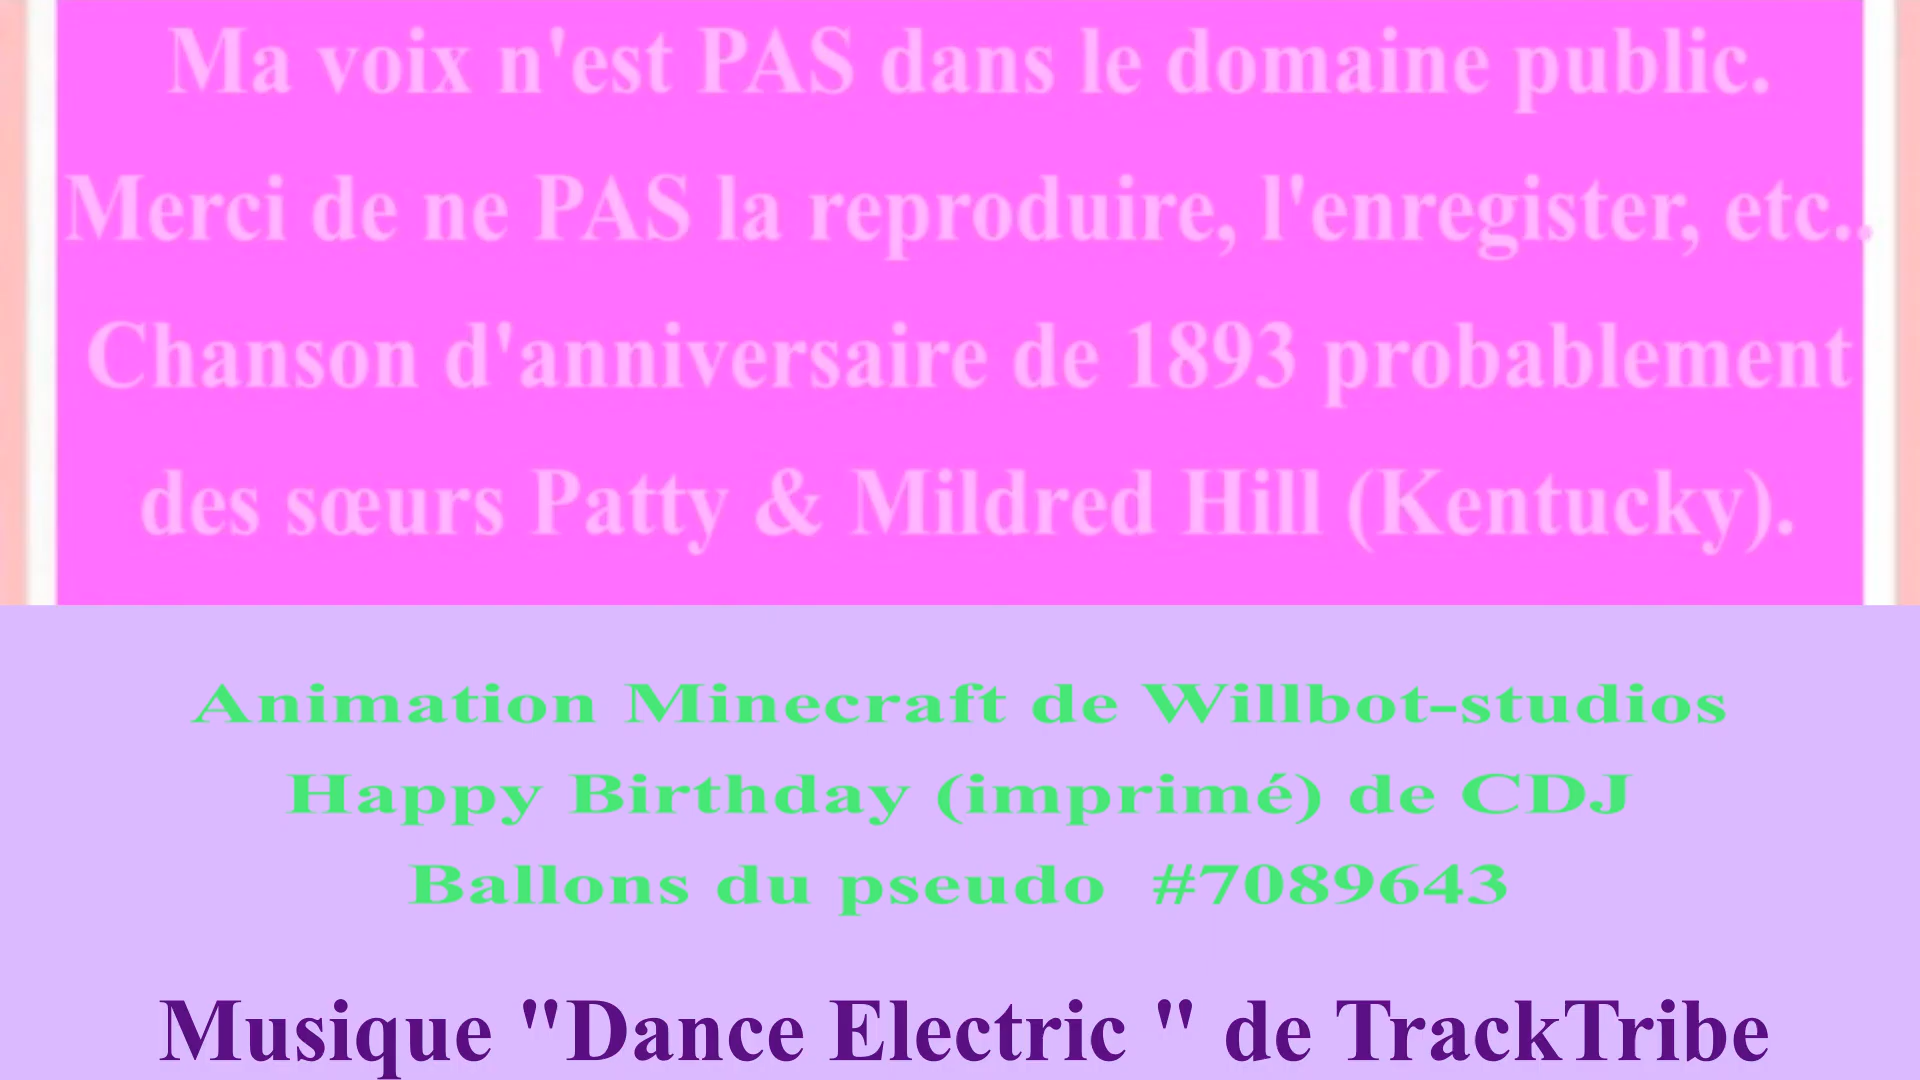 Ma voix n'est PAS dans le domaine public.
Merci de ne PAS la reproduire, l'enregister, etc..
Chanson d'anniversaire de 1893 probablement
des sœurs Patty & Mildred Hill (Kentucky).
Animation Minecraft de Willbot-studios
Happy Birthday (imprimé) de CDJ
Ballons du pseudo  #7089643
Musique "Dance Electric " de TrackTribe